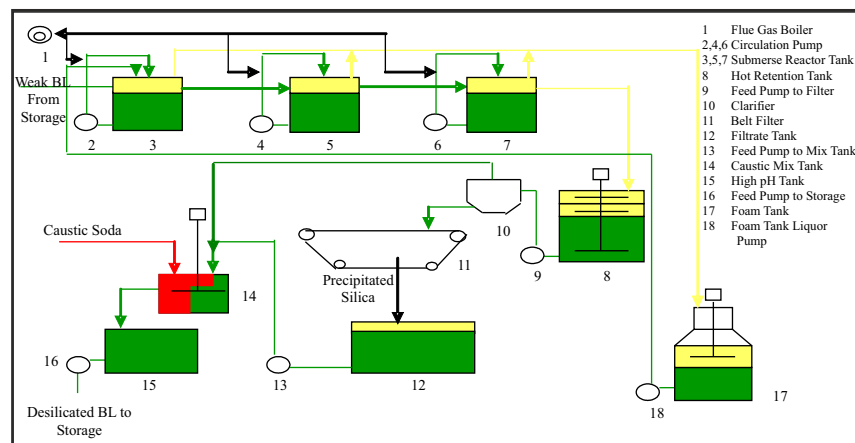 1 Flue Gas Boiler
2,4,6 Circulation Pump
3,5,7 Submerse Reactor Tank
8 Hot Retention Tank
9 Feed Pump to Filter
10 Clarifier
11 Belt Filter
12 Filtrate Tank
13 Feed Pump to Mix Tank
14 Caustic Mix Tank
15 High pH Tank
16 Feed Pump to Storage
17 Foam Tank
18 Foam Tank Liquor
Pump
1
Weak BL
From
Storage
2
3
4
5
6
7
Caustic Soda
14
Precipitated
Silica
11
10
9
8
16
15
13
12
18
17
Desilicated BL to
Storage